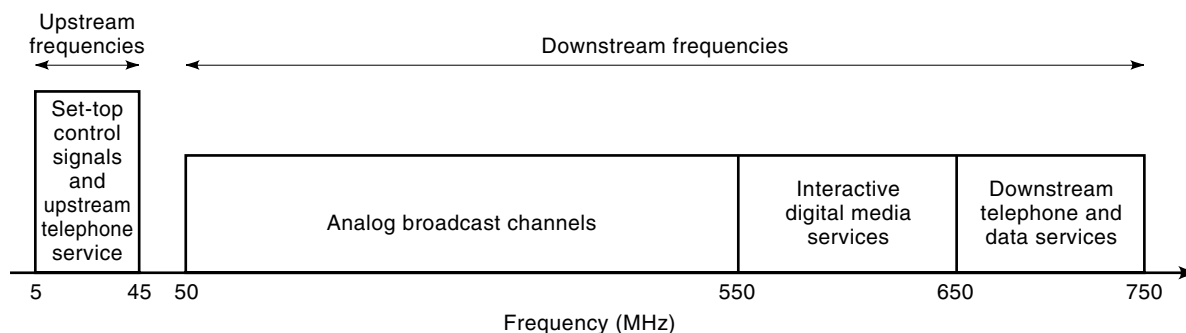 Upstream
frequencies
Downstream frequencies
Set-top
control
signals
and
upstream
telephone
service
Analog broadcast channels
Interactive
digital media
services
Downstream
telephone and
data services
5
45
50
550
650
750
Frequency (MHz)